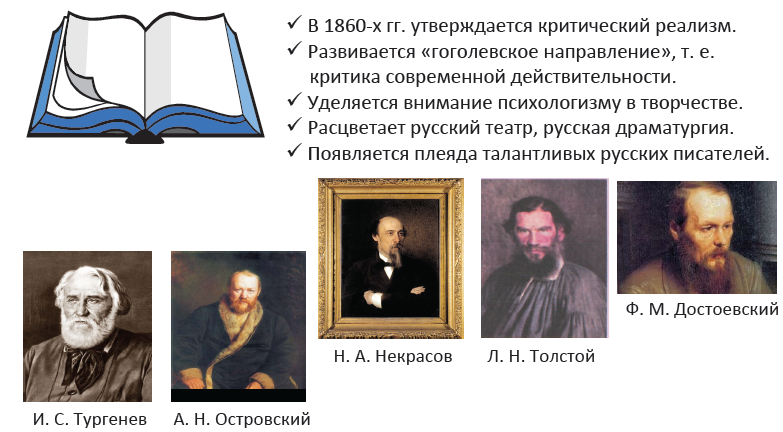 ✓ В 1860-х гг. утверждается критический реализм.
✓ Развивается «гоголевское направление», т. е.
критика современной действительности.
✓ Уделяется внимание психологизму в творчестве.
✓ Расцветает русский театр, русская драматургия.
✓ Появляется плеяда талантливых русских писателей.
Ф. М. Достоевский
Н. А. Некрасов
Л. Н. Толстой
И. С. Тургенев
А. Н. Островский